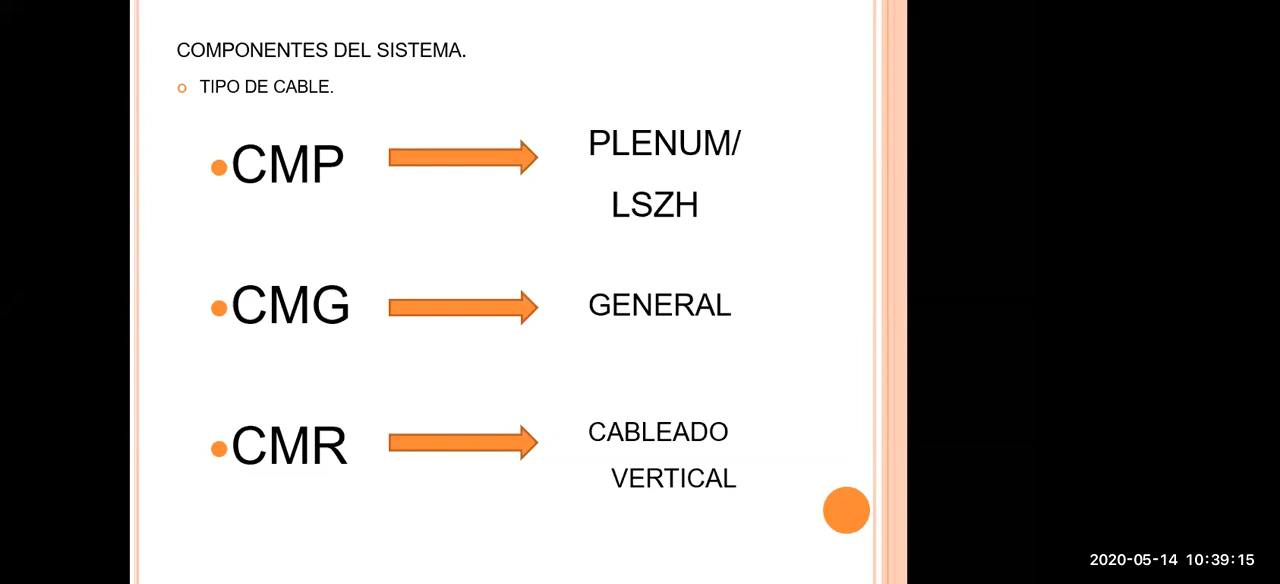 COMPONENTES DEL SISTEMA.
TIPO DE CABLE.
CMP
PLENUM/
LSZH
CMG
GENERAL
CMR
CABLEADO
VERTICAL
2020-05-14 10:39:15